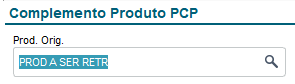 Complemento Produto PCP
Prod. Orig.
PROD A SER RETR